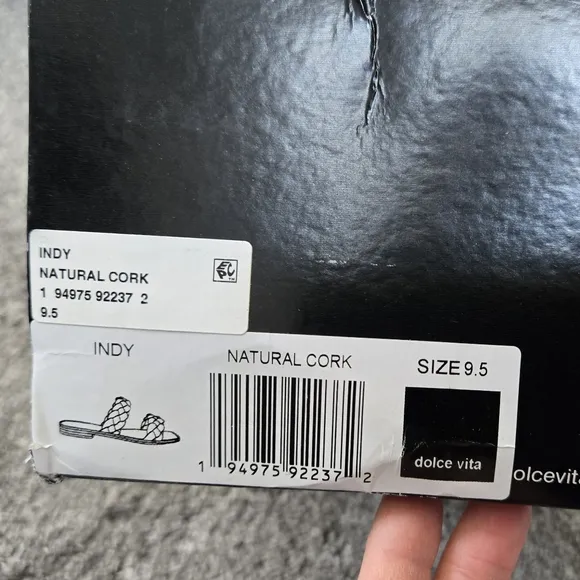 INDY
NATURAL CORK
1 94975 92237 2
9.5
INDY
NATURAL CORK
SIZE 9.5
1 94975 92237 2
dolce vita
olcevita